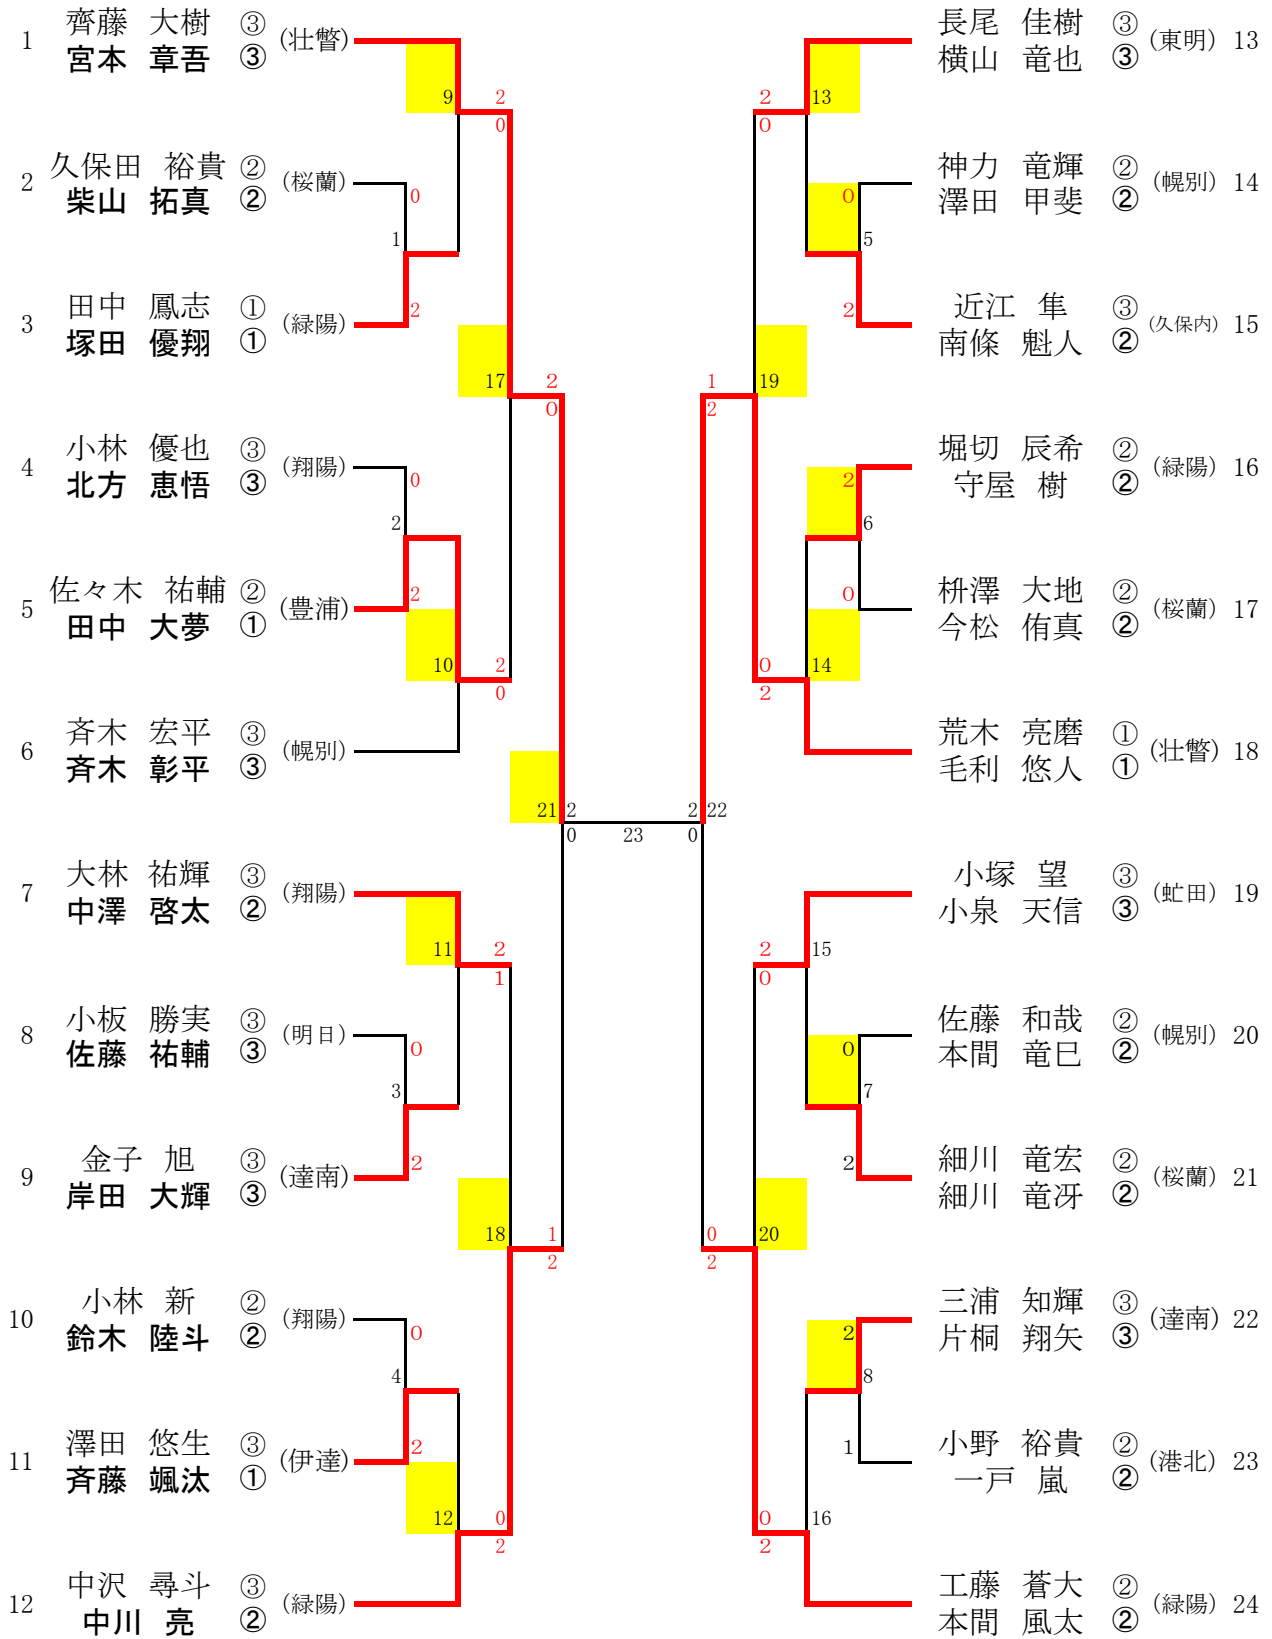 1 齊藤 大樹 ③ (壮瞥)
宮本 章吾 ③
9 2
0
2 久保田 裕貴 ② (桜蘭)
柴山 拓真 ②
0
1
3 田中 鳳志 ① (緑陽)
塚田 優翔 ①
2
17 2
0
4 小林 優也 ③ (翔陽)
北方 恵悟 ③
0
2
5 佐々木 祐輔 ② (豊浦)
田中 大夢 ①
2
10 2
0
6 斉木 宏平 ③ (幌別)
斉木 彰平 ③
21 2
0
23
7 大林 祐輝 ③ (翔陽)
中澤 啓太 ②
11 2
1
8 小板 勝実 ③ (明日)
佐藤 祐輔 ③
0
3
9 金子 旭 ③ (達南)
岸田 大輝 ③
2
18 1
2
10 小林 新 ② (翔陽)
鈴木 陸斗 ②
0
4
11 澤田 悠生 ③ (伊達)
斉藤 颯汰 ①
2
12 0
2
12 中沢 尋斗 ③ (緑陽)
中川 亮 ②
長尾 佳樹 ③ (東明) 13
横山 竜也 ③
2 13
0
神力 竜輝 ② (幌別) 14
澤田 甲斐 ②
0
5
近江 隼 ③ (久保内) 15
南條 魁人 ②
2
1 19
2
堀切 辰希 ② (緑陽) 16
守屋 樹 ②
2
6
枡澤 大地 ② (桜蘭) 17
今松 侑真 ②
0
0 14
2
荒木 亮磨 ① (壮瞥) 18
毛利 悠人 ①
2 22
0
小塚 望 ③ (虻田) 19
小泉 天信 ③
2 15
0
佐藤 和哉 ② (幌別) 20
本間 竜巳 ②
0
7
細川 竜宏 ② (桜蘭) 21
細川 竜冴 ②
2
0 20
2
三浦 知輝 ③ (達南) 22
片桐 翔矢 ③
2
8
小野 裕貴 ② (港北) 23
一戸 嵐 ②
1
0 16
2
工藤 蒼大 ② (緑陽) 24
本間 風太 ②